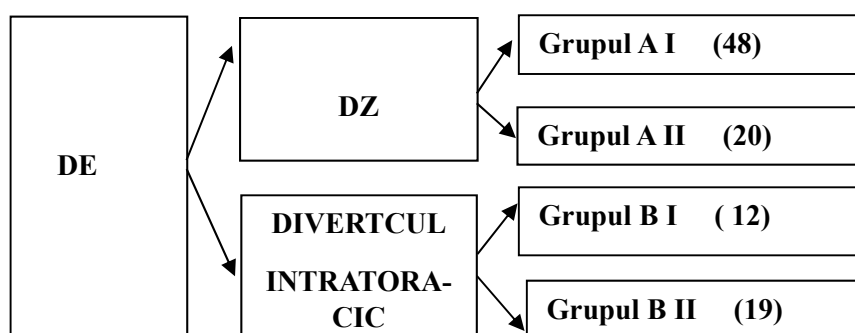 DE
DZ
DIVERTCUL
INTRATORA-
CIC
Grupul A I (48)
Grupul A II (20)
Grupul B I ( 12)
Grupul B II (19)